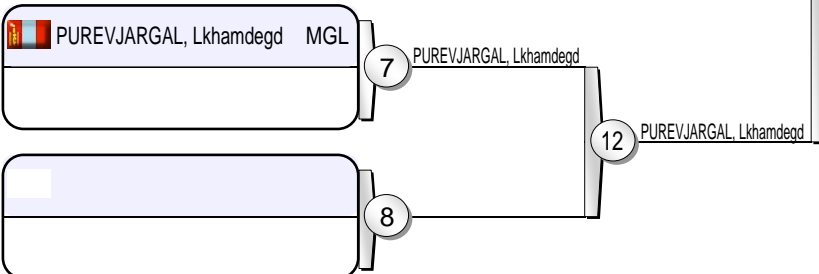 PUREVJARGAL, Lkhamdegd MGL
7
PUREVJARGAL, Lkhamdegd
12
PUREVJARGAL, Lkhamdegd
8